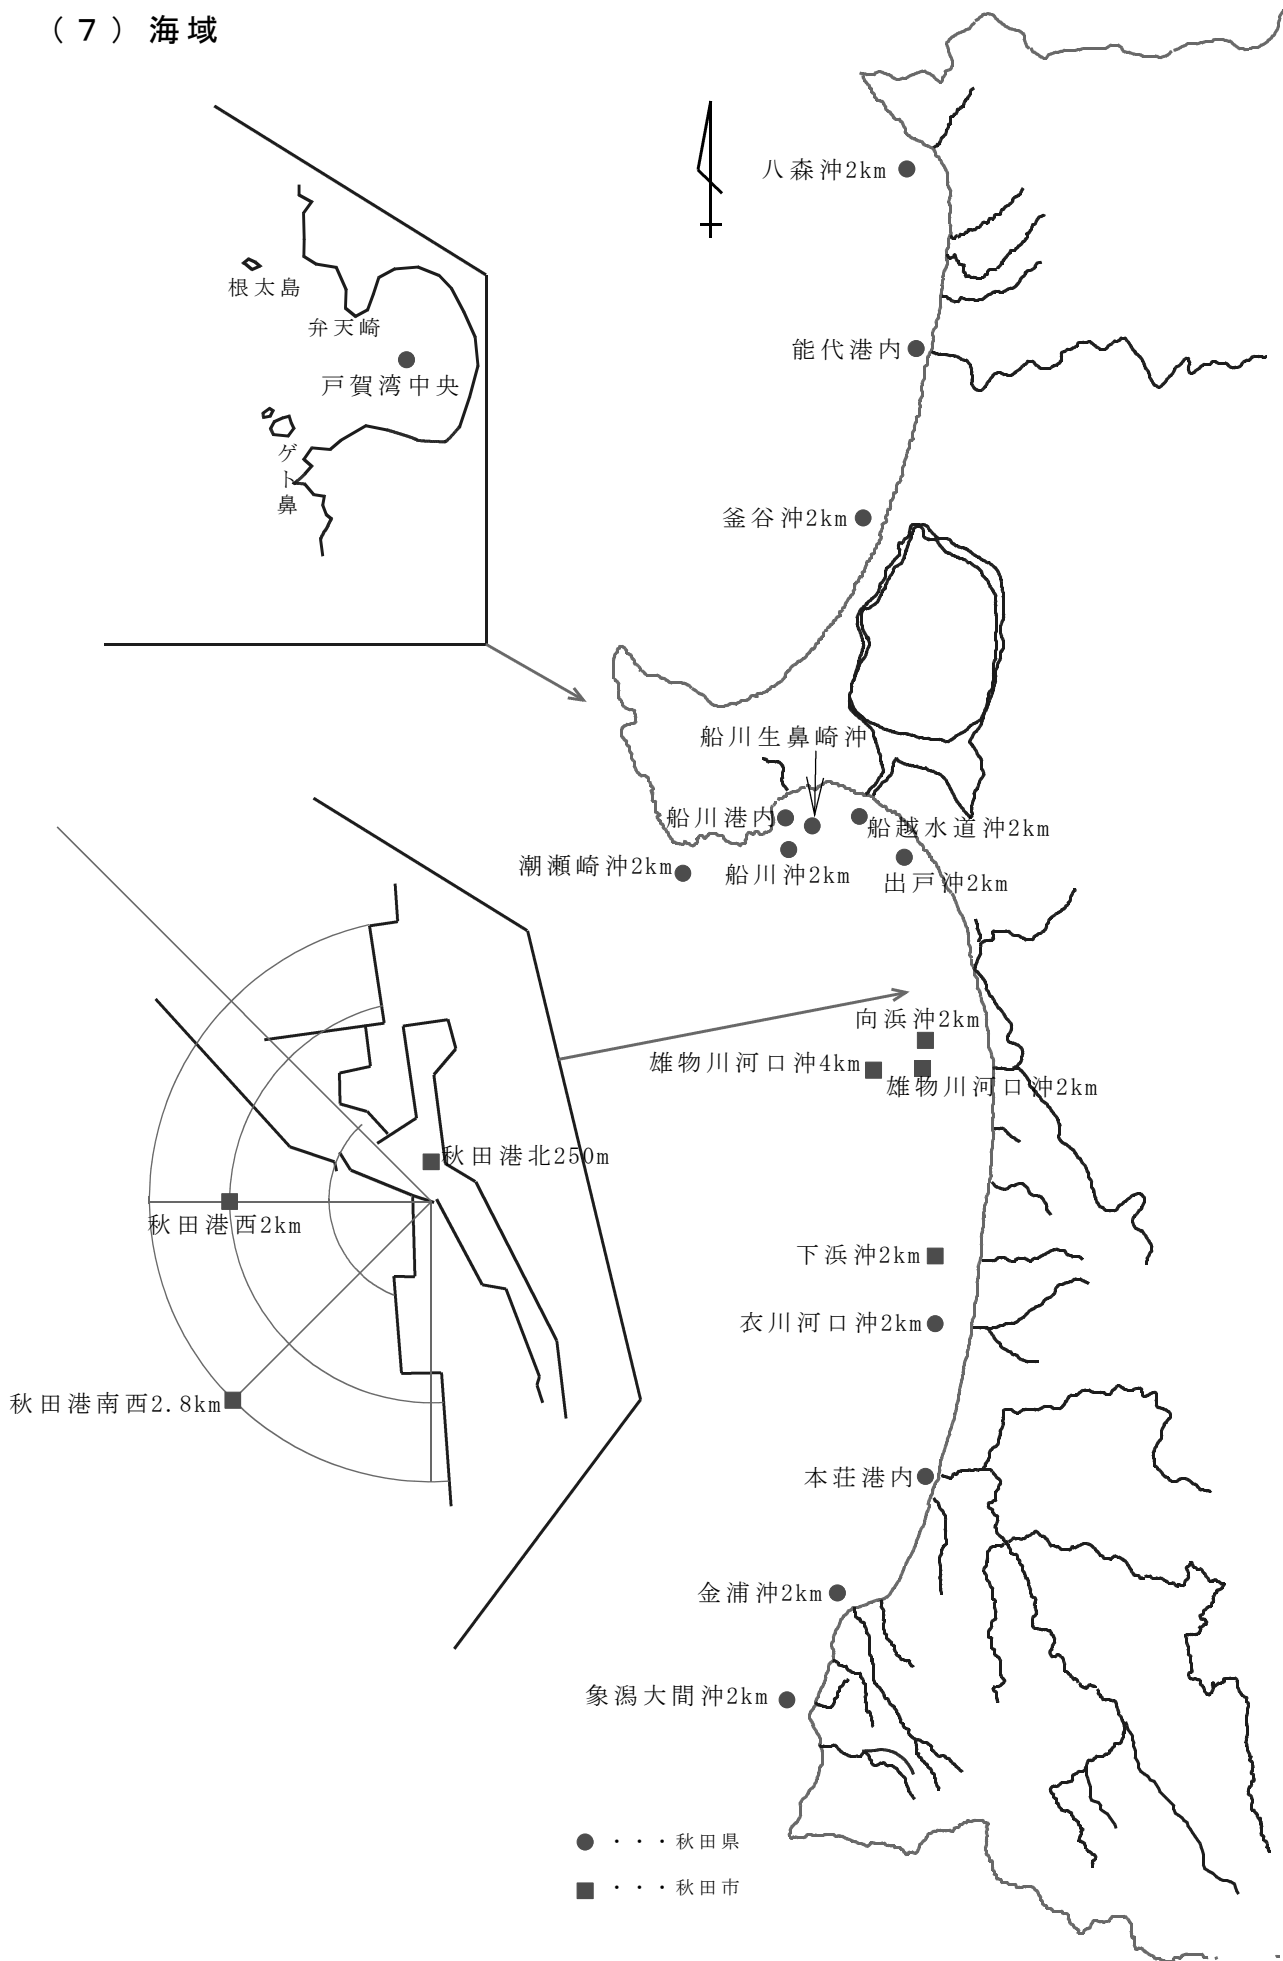 （７）海域
八森沖2km
根太島
弁天崎
能代港内
戸賀湾中央
ゲト鼻
釜谷沖2km
船川生鼻崎沖
船川港内
船越水道沖2km
潮瀬崎沖2km
船川沖2km
出戸沖2km
向浜沖2km
雄物川河口沖4km
雄物川河口沖2km
秋田港北250m
秋田港西2km
下浜沖2km
衣川河口沖2km
秋田港南西2.8km
本荘港内
金浦沖2km
象潟大間沖2km
●・・・秋田県
■・・・秋田市